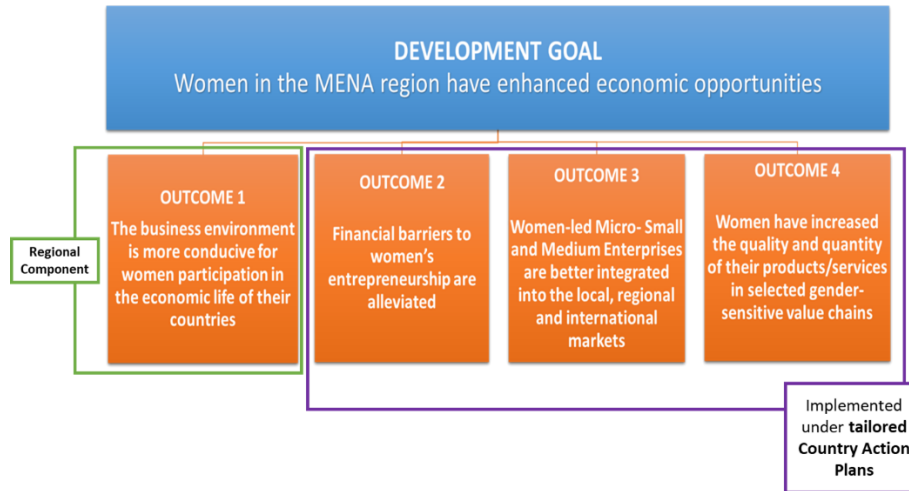 DEVELOPMENT GOAL
Women in the MENA region have enhanced economic opportunities
OUTCOME 1
The business environment
is more conducive for
women participation in
the economic life of their
countries
OUTCOME 2
Financial barriers to
women’s
entrepreneurship are
alleviated
OUTCOME 3
Women-led Micro- Small
and Medium Enterprises
are better integrated
into the local, regional
and international
markets
OUTCOME 4
Women have increased
the quality and quantity
of their products/services
in selected gender-
sensitive value chains
Regional
Component
Implemented
under tailored
Country Action
Plans